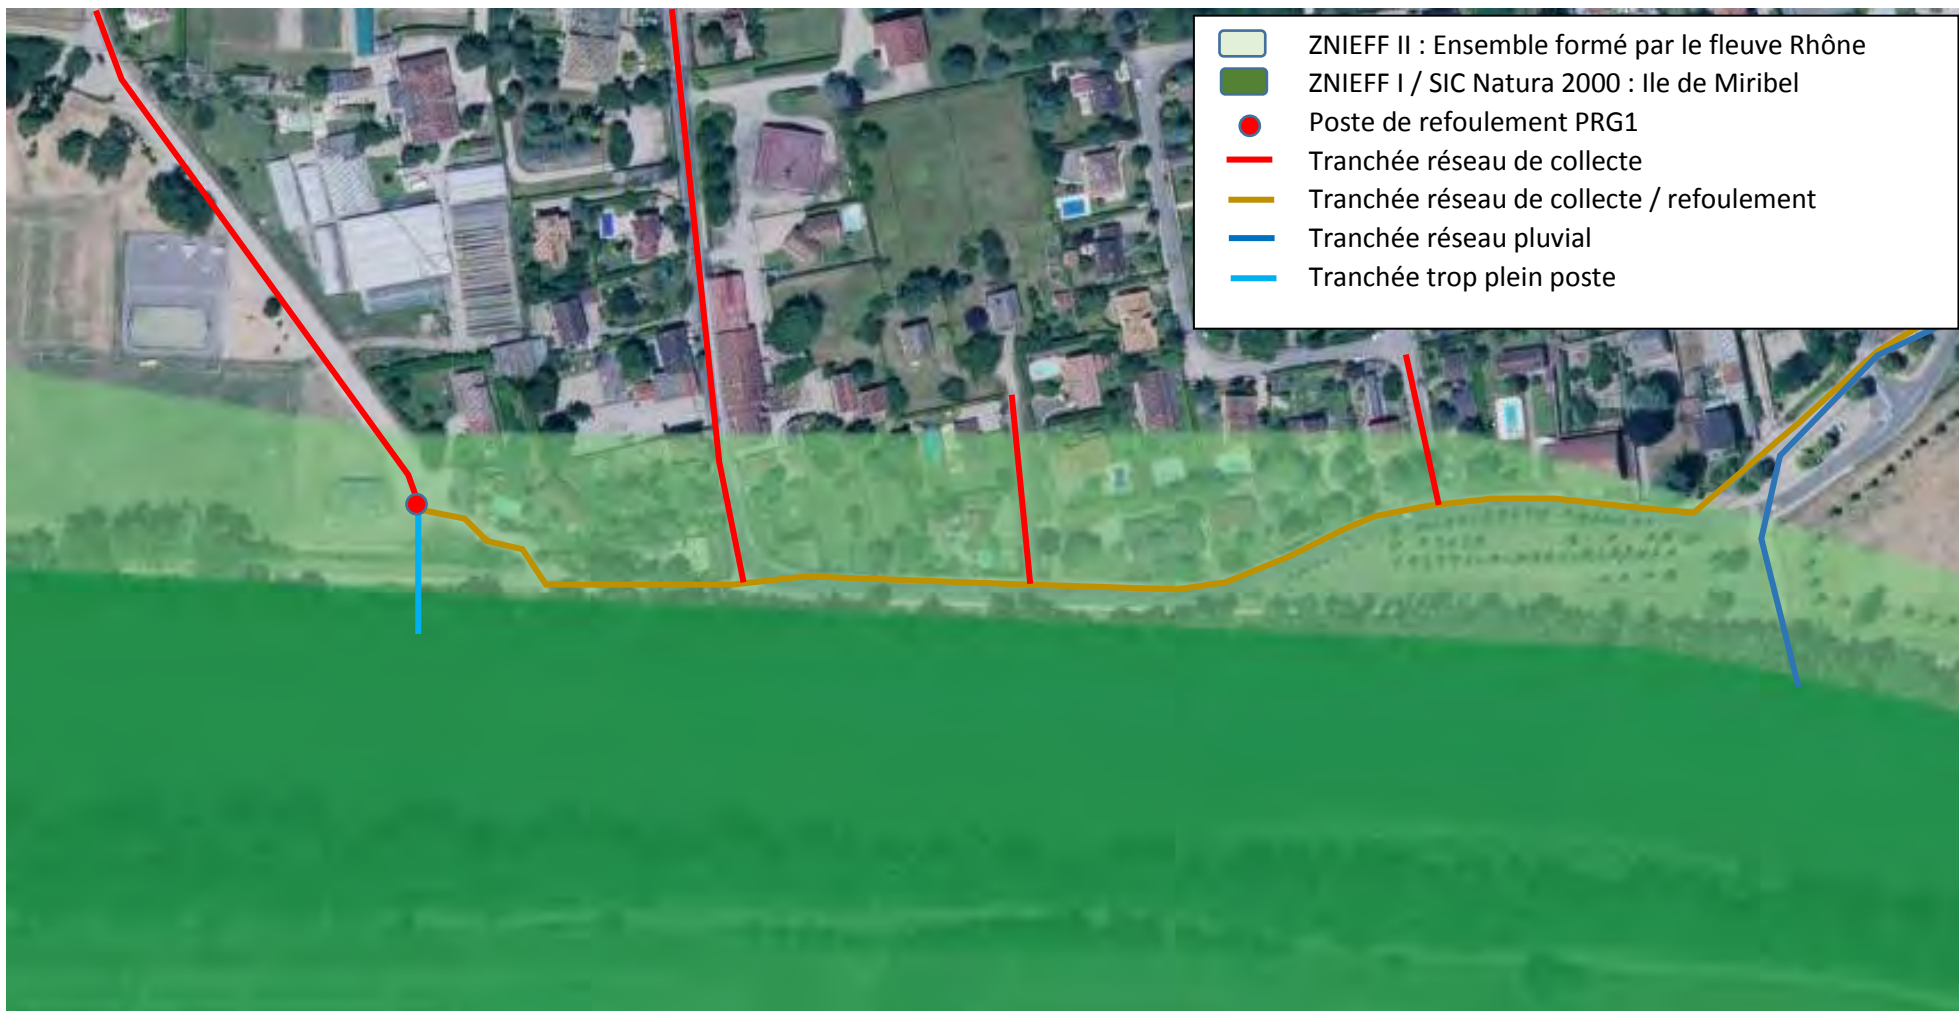 ZNIEFF II : Ensemble formé par le fleuve Rhône
ZNIEFF I / SIC Natura 2000 : Ile de Miribel
Poste de refoulement PRG1
Tranchée réseau de collecte
Tranchée réseau de collecte / refoulement
Tranchée réseau pluvial
Tranchée trop plein poste